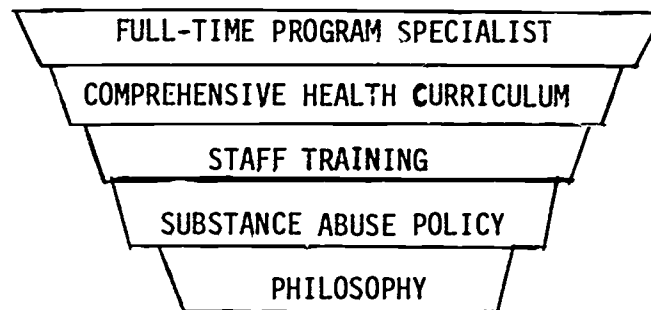 FULL-TIME PROGRAM SPECIALIST
COMPREHENSIVE HEALTH CURRICULUM
STAFF TRAINING
SUBSTANCE ABUSE POLICY
PHILOSOPHY